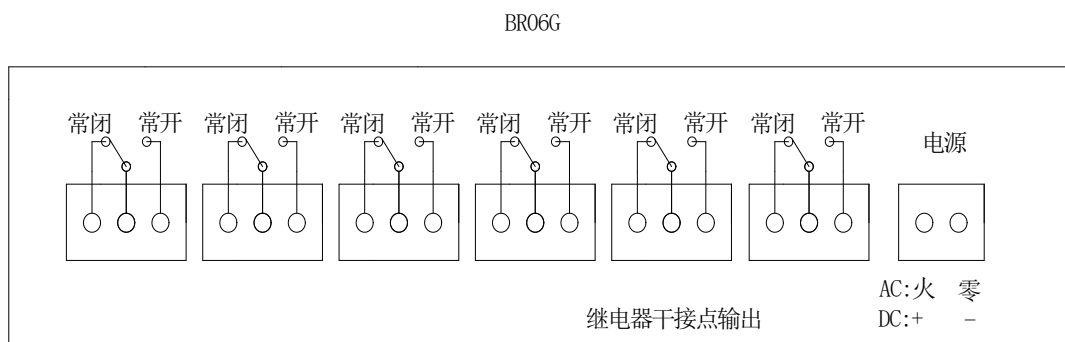 BR06G
常闭 常开 常闭 常开 常闭 常开 常闭 常开 常闭 常开 常闭 常开
电源
AC:火 零
继电器干接点输出 DC:+ −